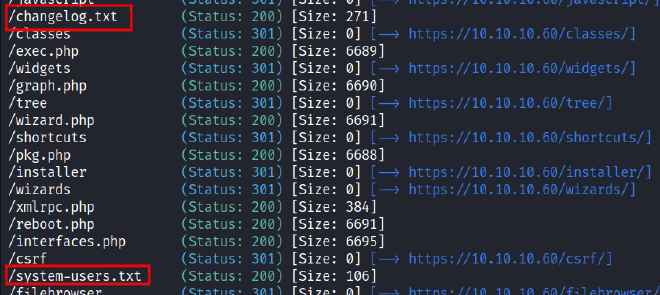 /javascript (Status: 301) [Size: 0] [--> https://10.10.10.60/javascript/]
/changelog.txt (Status: 200) [Size: 271]
/classes (Status: 301) [Size: 0] [--> https://10.10.10.60/classes/]
/exec.php (Status: 200) [Size: 6689]
/widgets (Status: 301) [Size: 0] [--> https://10.10.10.60/widgets/]
/graph.php (Status: 200) [Size: 6690]
/tree (Status: 301) [Size: 0] [--> https://10.10.10.60/tree/]
/wizard.php (Status: 200) [Size: 6691]
/shortcuts (Status: 301) [Size: 0] [--> https://10.10.10.60/shortcuts/]
/pkg.php (Status: 200) [Size: 6688]
/installer (Status: 301) [Size: 0] [--> https://10.10.10.60/installer/]
/wizards (Status: 301) [Size: 0] [--> https://10.10.10.60/wizards/]
/xmlrpc.php (Status: 200) [Size: 384]
/reboot.php (Status: 200) [Size: 6691]
/interfaces.php (Status: 200) [Size: 6695]
/csrf (Status: 301) [Size: 0] [--> https://10.10.10.60/csrf/]
/system-users.txt (Status: 200) [Size: 106]
/filebrowser (Status: 301) [Size: 0] [--> https://10.10.10.60/filebrowser/